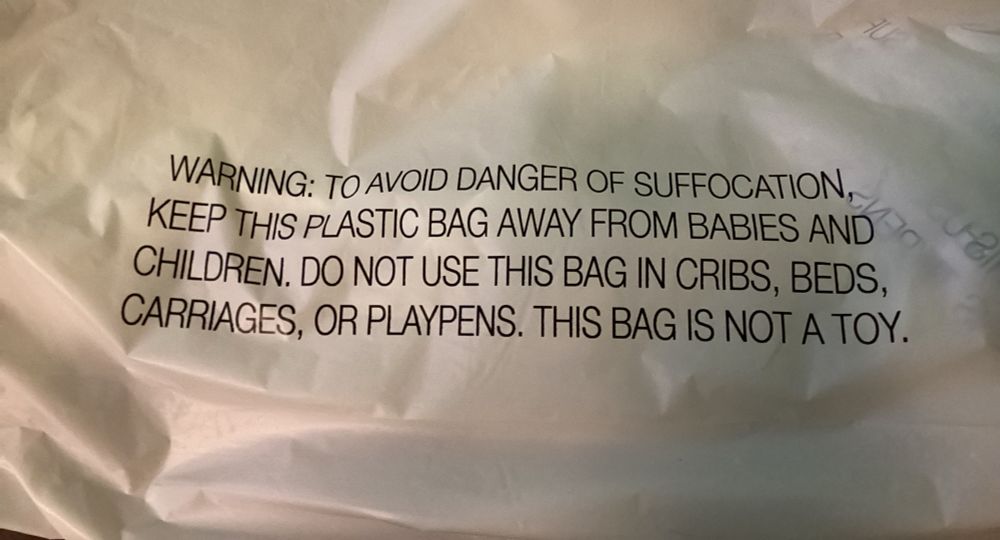 WARNING: TO AVOID DANGER OF SUFFOCATION,
KEEP THIS PLASTIC BAG AWAY FROM BABIES AND
CHILDREN. DO NOT USE THIS BAG IN CRIBS, BEDS,
CARRIAGES, OR PLAYPENS. THIS BAG IS NOT A TOY.